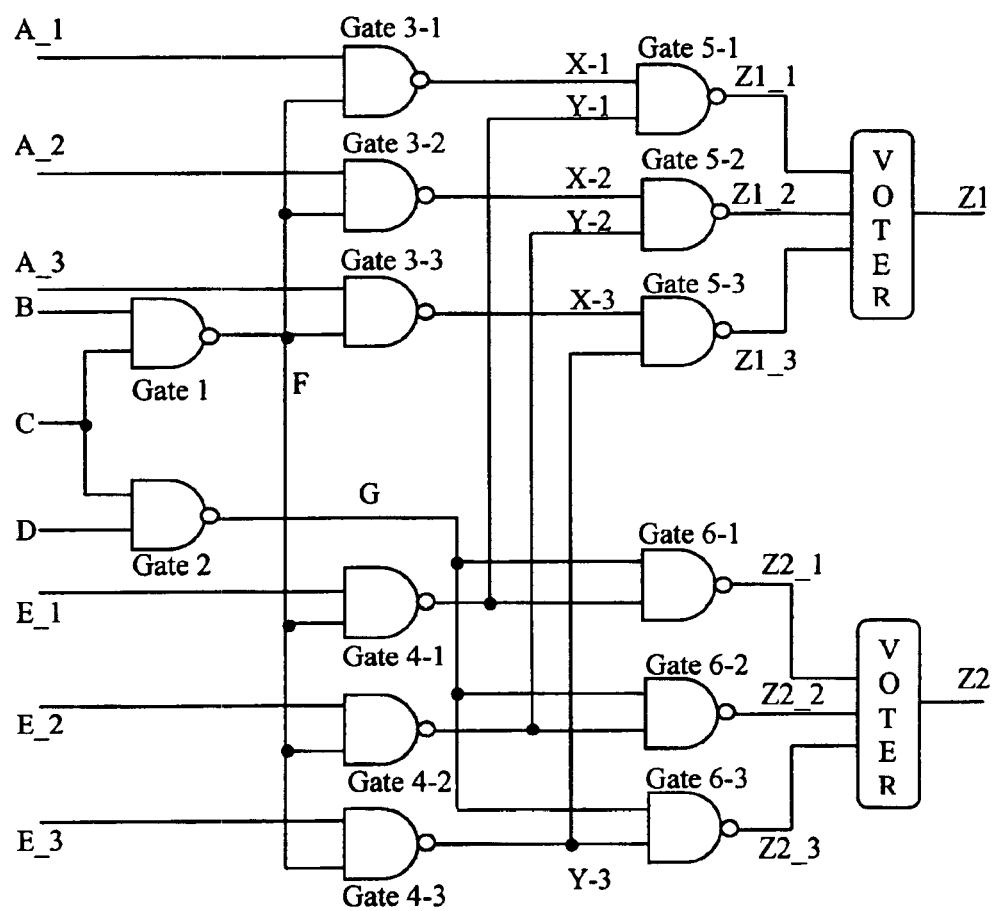 A_1
Gate 3-1
X-1
Gate 5-1
Z1_1
Y-1
A_2
Gate 3-2
X-2
Gate 5-2
Z1_2
Y-2
VOTER
Z1
A_3
Gate 3-3
B
X-3
Gate 5-3
Z1_3
Gate 1
F
C
G
D
Gate 2
Gate 6-1
Z2_1
E_1
Gate 4-1
Gate 6-2
Z2_2
VOTER
Z2
E_2
Gate 4-2
Gate 6-3
Z2_3
E_3
Y-3
Gate 4-3